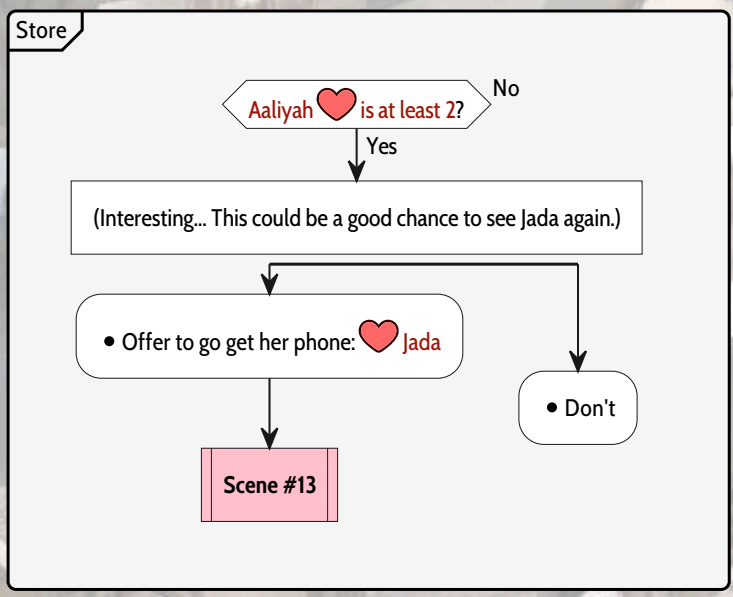 Store
No
Aaliyah is at least 2?
Yes
(Interesting... This could be a good chance to see Jada again.)
• Offer to go get her phone: Jada
• Don't
Scene #13